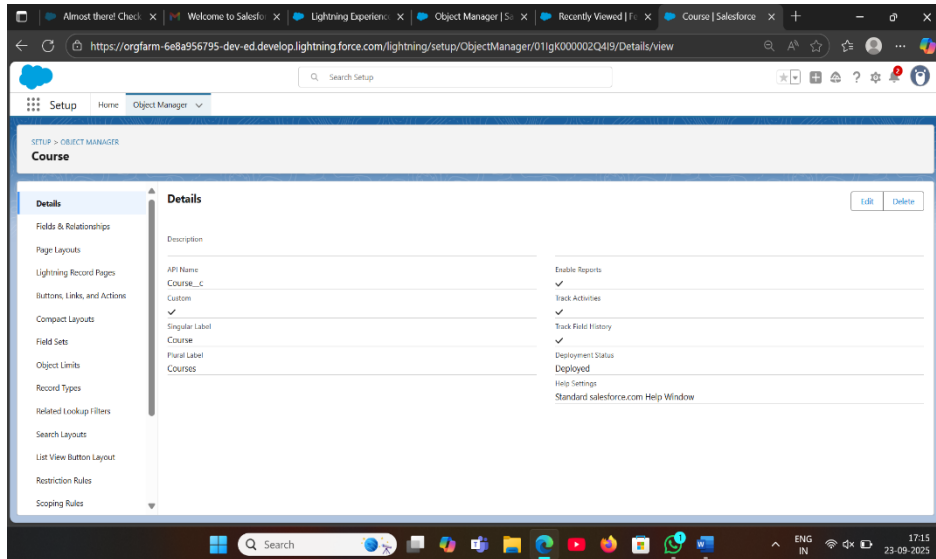 Almost there! Check
Welcome to Salesfo
Lightning Experience
Object Manager | Sa
Recently Viewed | Fe
Course | Salesforce
https://orgfarm-6e8a956795-dev-ed.develop.lightning.force.com/lightning/setup/ObjectManager/01IgK000002Q4I9/Details/view
Search Setup
2
Setup Home Object Manager
SETUP > OBJECT MANAGER
Course
Details
Fields & Relationships
Page Layouts
Lightning Record Pages
Buttons, Links, and Actions
Compact Layouts
Field Sets
Object Limits
Record Types
Related Lookup Filters
Search Layouts
List View Button Layout
Restriction Rules
Scoping Rules
Details
Edit Delete
Description
API Name
Course__c
Custom
✓
Singular Label
Course
Plural Label
Courses
Enable Reports
✓
Track Activities
✓
Track Field History
✓
Deployment Status
Deployed
Help Settings
Standard salesforce.com Help Window
Search
ENG
IN
17:15
23-09-2025